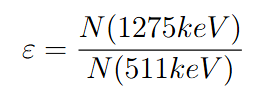 ε = N(1275keV) / N(511keV)